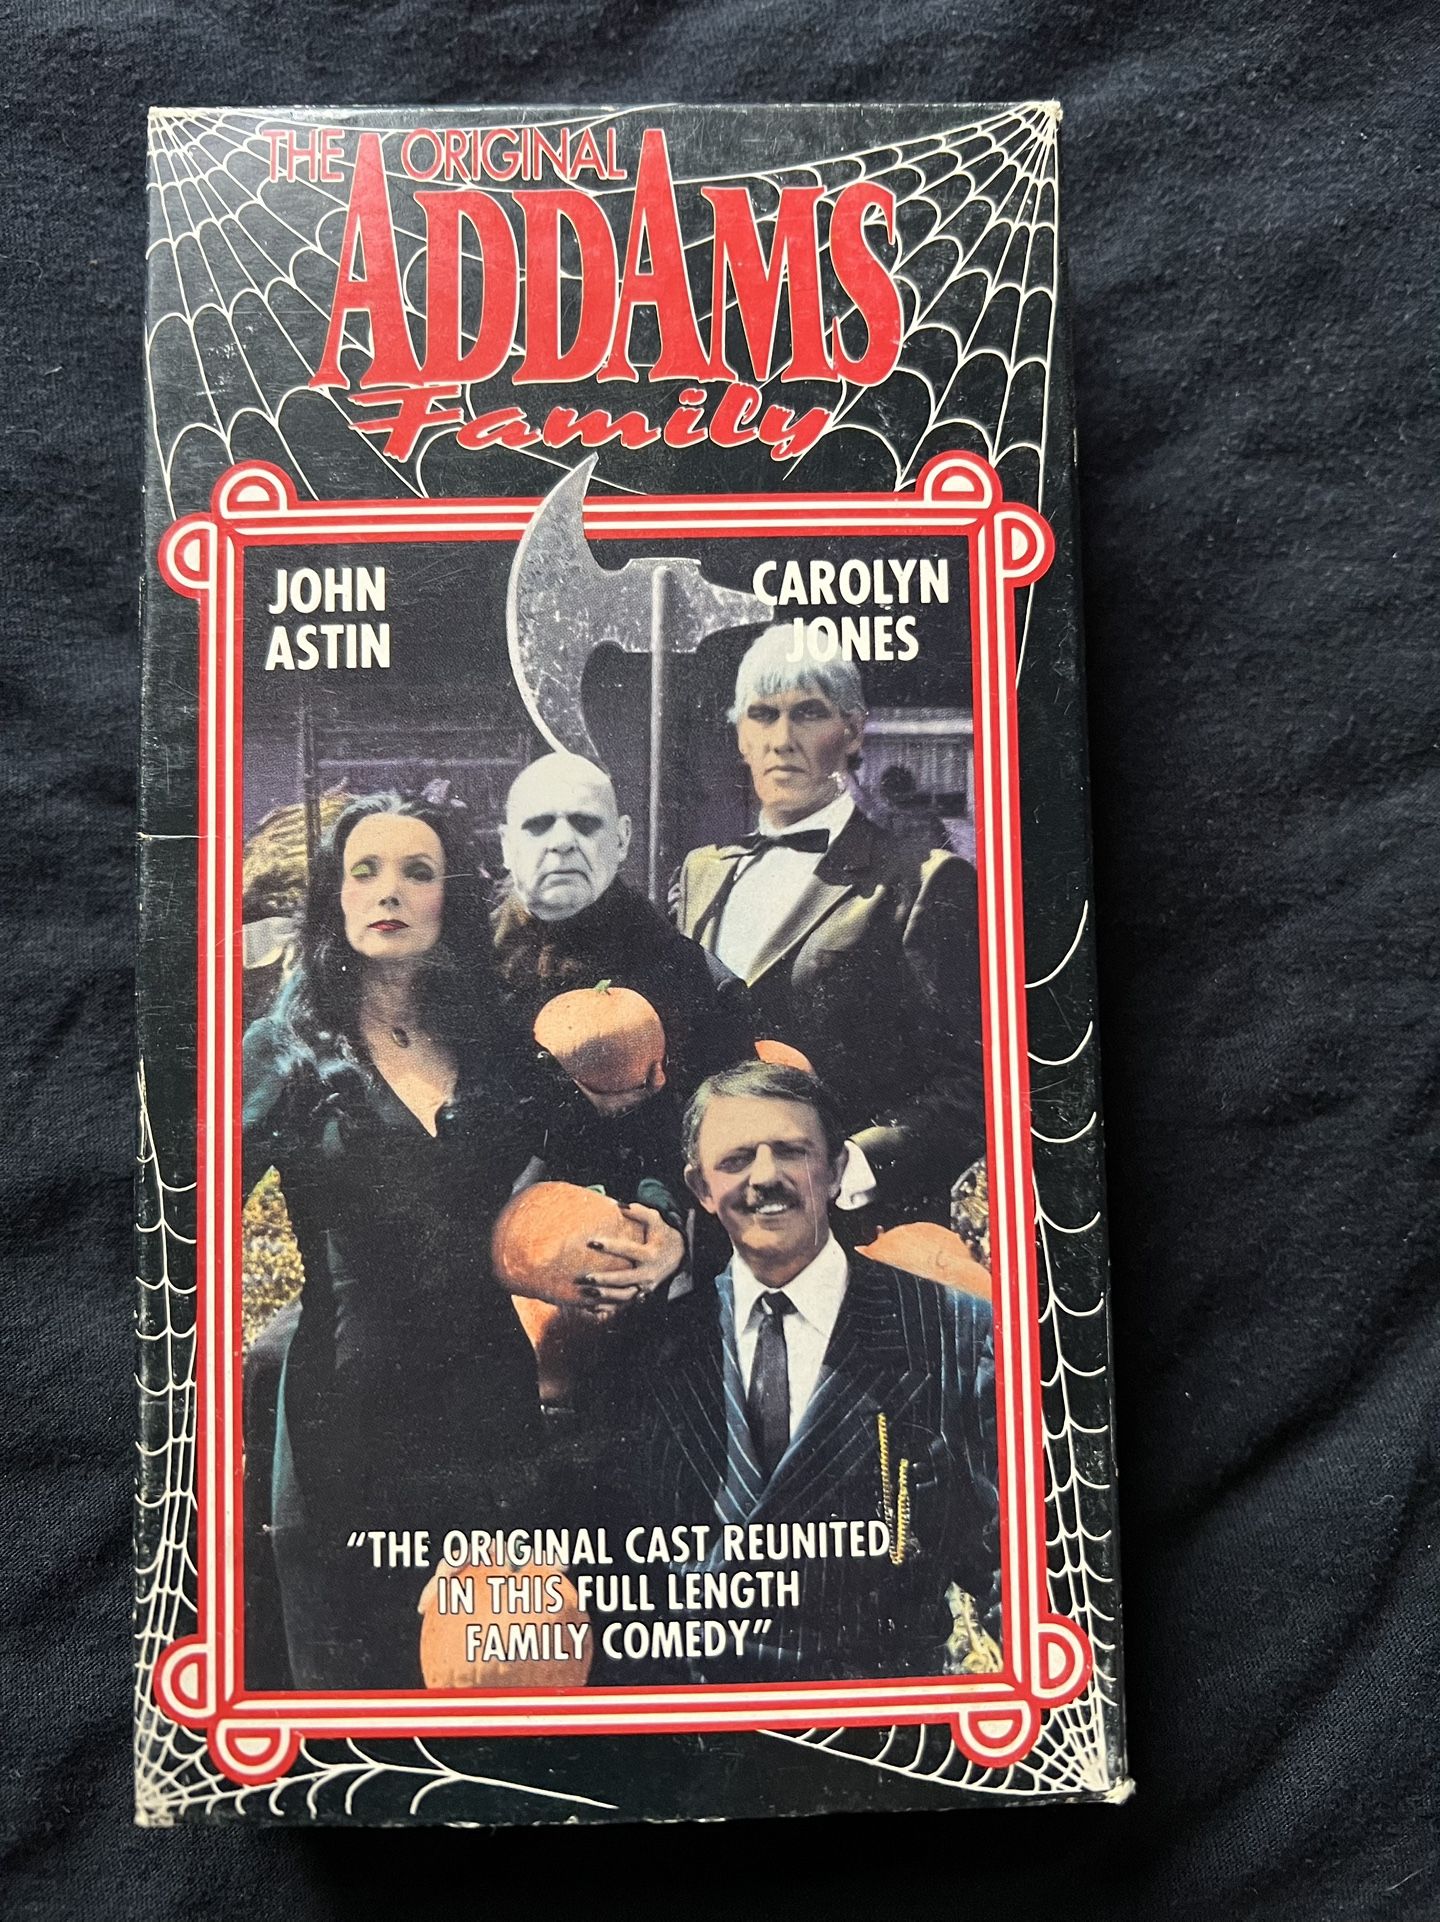 THE ORIGINAL
ADDAMS
Family
JOHN
ASTIN
CAROLYN
JONES
"THE ORIGINAL CAST REUNITED
IN THIS FULL LENGTH
FAMILY COMEDY"